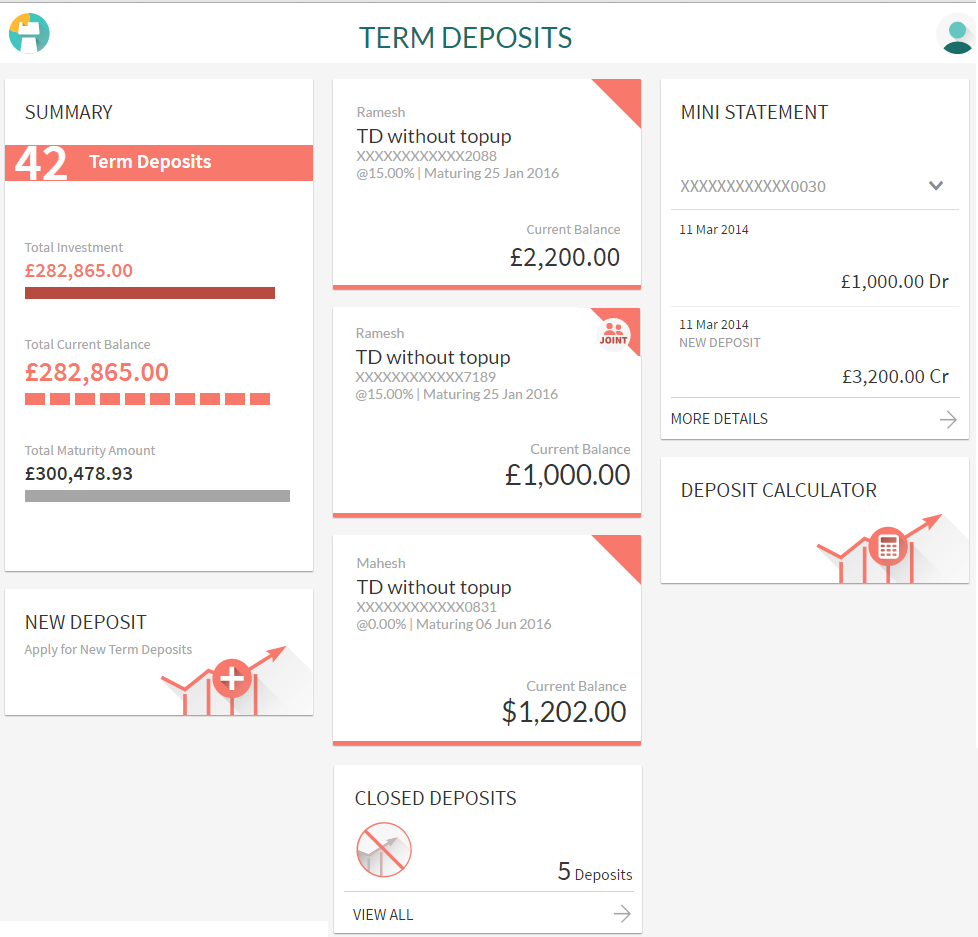 TERM DEPOSITS
SUMMARY
42 Term Deposits
Total Investment
£282,865.00
Total Current Balance
£282,865.00
Total Maturity Amount
£300,478.93
NEW DEPOSIT
Apply for New Term Deposits
Ramesh
TD without topup
XXXXXXXXXXXX2088
@15.00% | Maturing 25 Jan 2016
Current Balance
£2,200.00
JOINT
Ramesh
TD without topup
XXXXXXXXXXXX7189
@15.00% | Maturing 25 Jan 2016
Current Balance
£1,000.00
Mahesh
TD without topup
XXXXXXXXXXXX0831
@0.00% | Maturing 06 Jun 2016
Current Balance
$1,202.00
CLOSED DEPOSITS
5 Deposits
VIEW ALL
MINI STATEMENT
XXXXXXXXXXXX0030
11 Mar 2014
£1,000.00 Dr
11 Mar 2014
NEW DEPOSIT
£3,200.00 Cr
MORE DETAILS
DEPOSIT CALCULATOR